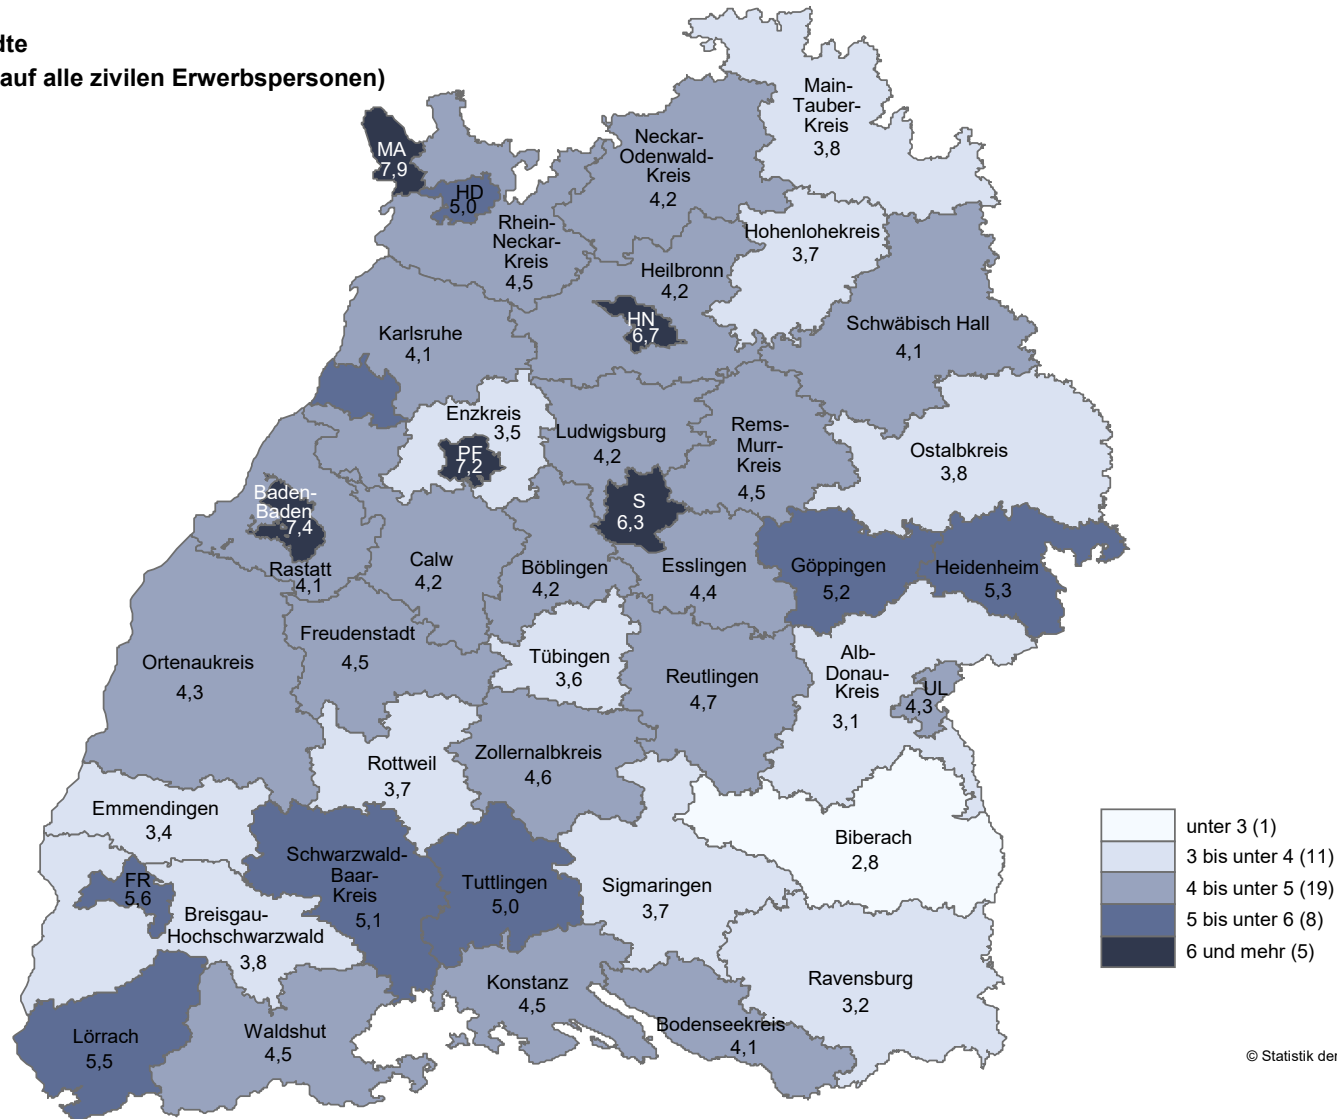 dte
auf alle zivilen Erwerbspersonen)
Main-
Tauber-
Kreis
3,8
MA
7,9
Neckar-
Odenwald-
Kreis
4,2
HD
5,0
Rhein-
Neckar-
Kreis
4,5
Hohenlohekreis
3,7
Heilbronn
4,2
HN
6,7
Karlsruhe
4,1
Schwäbisch Hall
4,1
Enzkreis
3,5
PF
7,2
Ludwigsburg
4,2
Rems-
Murr-
Kreis
4,5
Ostalbkreis
3,8
Baden-
Baden
7,4
S
6,3
Rastatt
4,1
Calw
4,2
Böblingen
4,2
Esslingen
4,4
Göppingen
5,2
Heidenheim
5,3
Freudenstadt
4,5
Ortenaukreis
4,3
Tübingen
3,6
Reutlingen
4,7
Alb-
Donau-
Kreis
3,1
UL
4,3
Rottweil
3,7
Zollernalbkreis
4,6
Emmendingen
3,4
Biberach
2,8
Schwarzwald-
Baar-
Kreis
5,1
Tuttlingen
5,0
Sigmaringen
3,7
FR
5,6
Breisgau-
Hochschwarzwald
3,8
Konstanz
4,5
Ravensburg
3,2
Bodenseekreis
4,1
Lörrach
5,5
Waldshut
4,5
unter 3 (1)
3 bis unter 4 (11)
4 bis unter 5 (19)
5 bis unter 6 (8)
6 und mehr (5)
© Statistik der